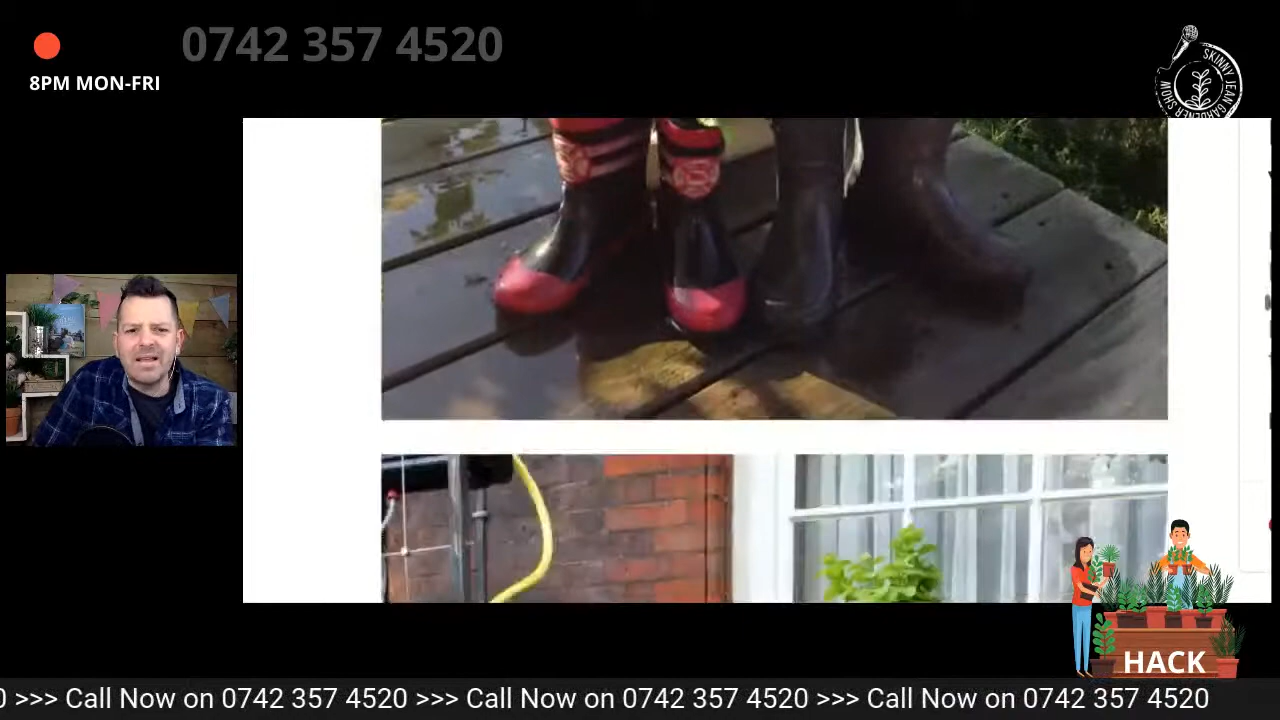 0742 357 4520
8PM MON-FRI
SKINNY JEAN GARDENER SHOW
HACK
0 >>> Call Now on 0742 357 4520 >>> Call Now on 0742 357 4520 >>> Call Now on 0742 357 4520